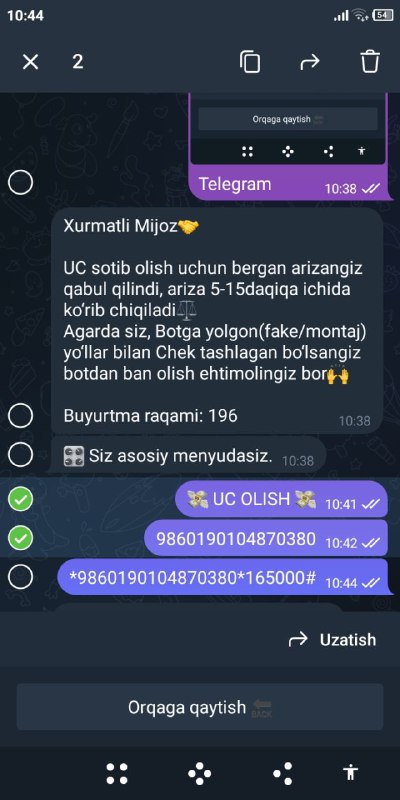 10:44
54
2
Orqaga qaytish
Telegram
10:38
Xurmatli Mijoz🤝
UC sotib olish uchun bergan arizangiz
qabul qilindi, ariza 5-15daqiqa ichida
ko‘rib chiqiladi⚖️
Agarda siz, Botga yolgon(fake/montaj)
yo‘llar bilan Chek tashlagan bo‘lsangiz
botdan ban olish ehtimolingiz bor🙌
Buyurtma raqami: 196
10:38
🎛 Siz asosiy menyudasiz. 10:38
💸 UC OLISH 💸 10:41
9860190104870380 10:42
*9860190104870380*165000# 10:44
Uzatish
Orqaga qaytish 🔙